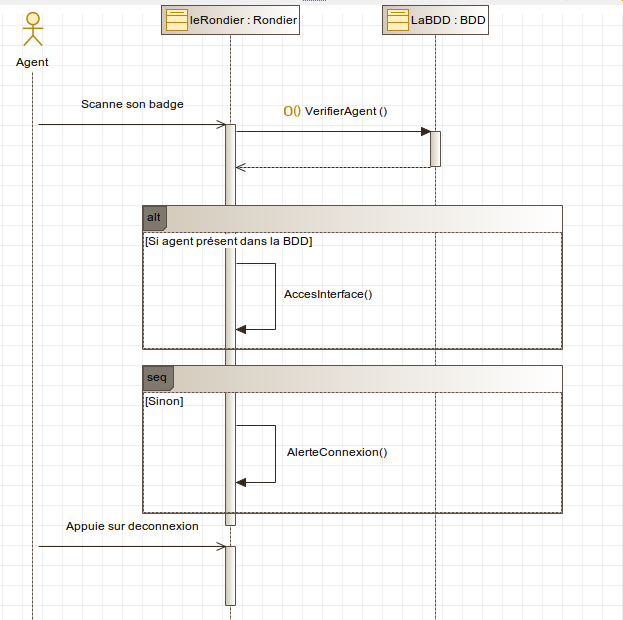 Agent
leRondier : Rondier
LaBDD : BDD
Scanne son badge
O() VerifierAgent ()
alt
[Si agent présent dans la BDD]
AccesInterface()
seq
[Sinon]
AlerteConnexion()
Appuie sur deconnexion